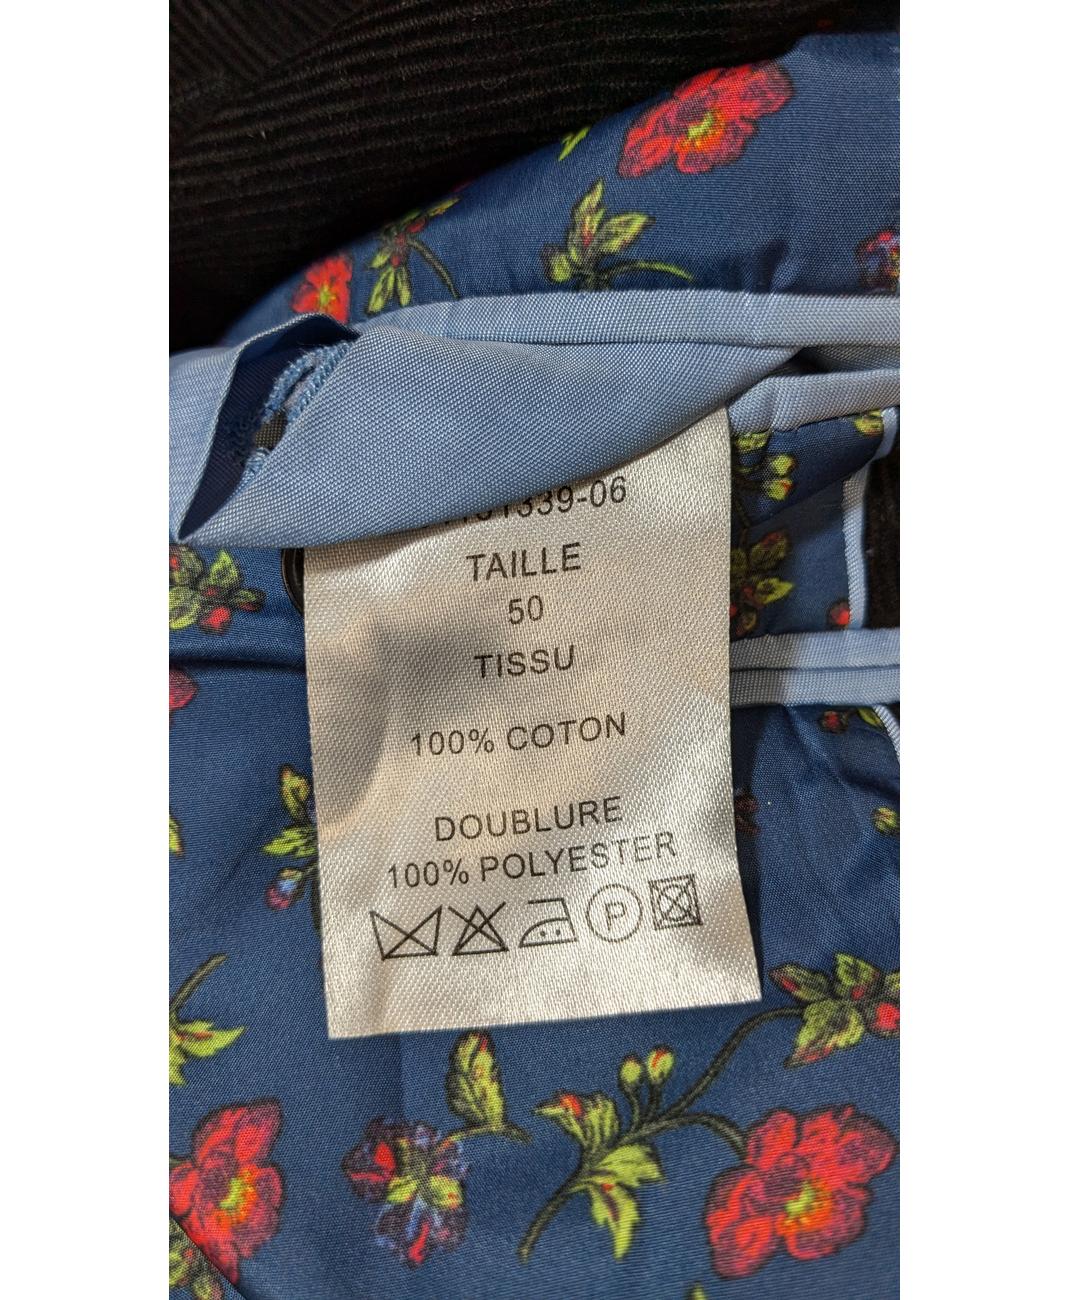 TAILLE
50
TISSU
100% COTON
DOUBLURE
100% POLYESTER
P